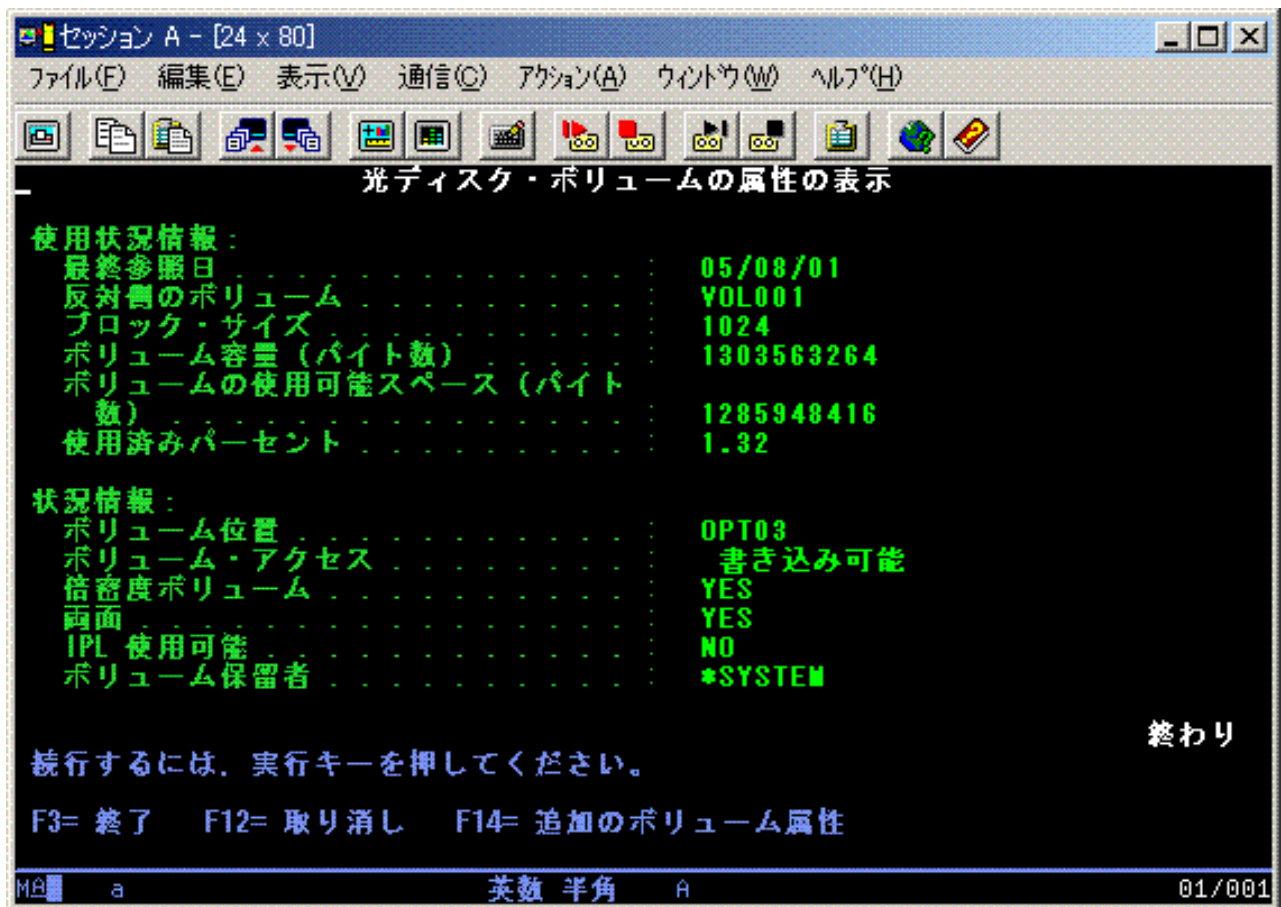 セッション A - [24 x 80]
ファイル(F) 編集(E) 表示(V) 通信(C) アクション(A) ウィンドウ(W) ヘルプ(H)
光ディスク・ボリュームの属性の表示
使用状況情報:
最終参照日 . . . . . . . . . . . . . : 05/08/01
反対側のボリューム . . . . . . . . . . : VOL001
ブロック・サイズ . . . . . . . . . . . : 1024
ボリューム容量(バイト数) . . . . . : 1303563264
ボリュームの使用可能スペース(バイト
数) . . . . . . . . . . . . . . . . : 1285948416
使用済みパーセント . . . . . . . . . . : 1.32
状況情報:
ボリューム位置 . . . . . . . . . . . . : OPT03
ボリューム・アクセス . . . . . . . . . : 書き込み可能
倍密度ボリューム . . . . . . . . . . . : YES
両面 . . . . . . . . . . . . . . . . . : YES
IPL 使用可能 . . . . . . . . . . . . . : NO
ボリューム保留者 . . . . . . . . . . . : *SYSTEM
終わり
続行するには，実行キーを押してください。
F3= 終了 F12= 取り消し F14= 追加のボリューム属性
MA a 英数 半角 A 01/001